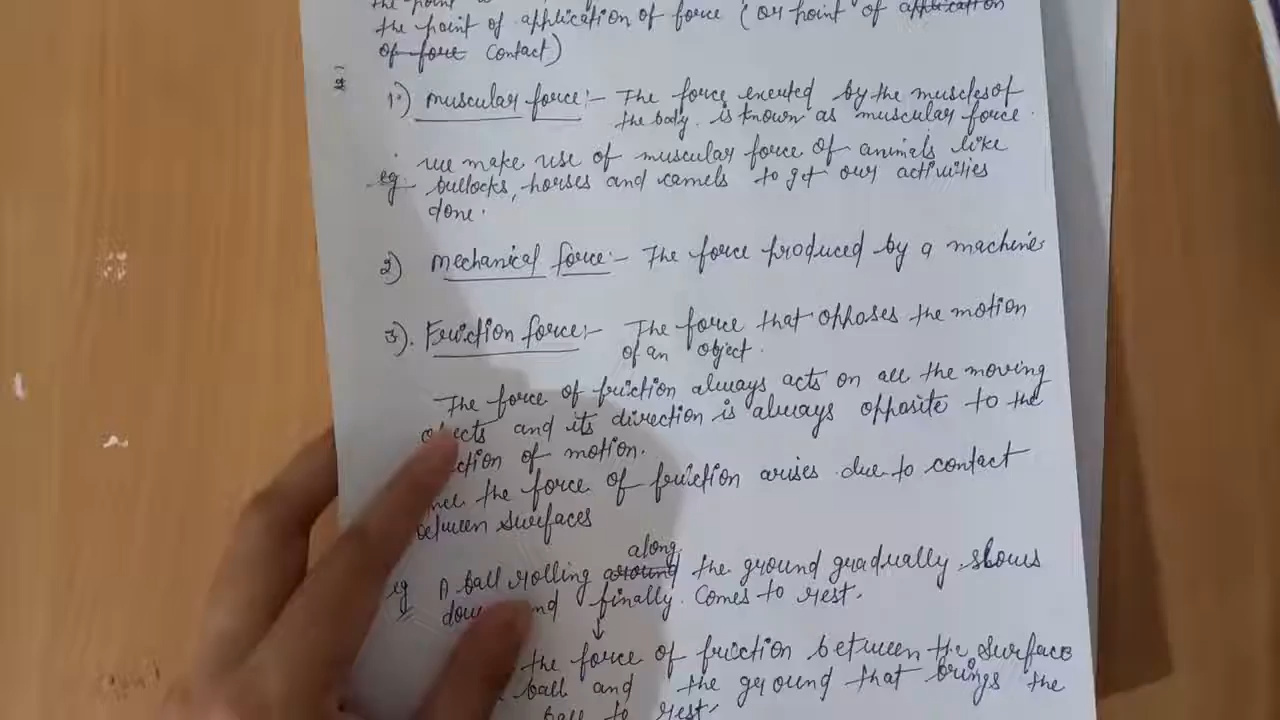 the point
the point of application of force (or point of application
of force contact)
1.) muscular force:- The force exerted by the muscles of
the body is known as muscular force.
eg:- we make use of muscular force of animals like
bullocks, horses and camels to get our activities
done.
2) mechanical force:- The force produced by a machine
3). Friction force:- The force that opposes the motion
of an object.
The force of friction always acts on all the moving
objects and its direction is always opposite to the
of motion.
the force of friction arises due to contact
between surfaces
along
eg A ball rolling around the ground gradually slows
down and finally comes to rest.
↓
the force of friction between the surface
ball and the ground that brings the
ball to rest.